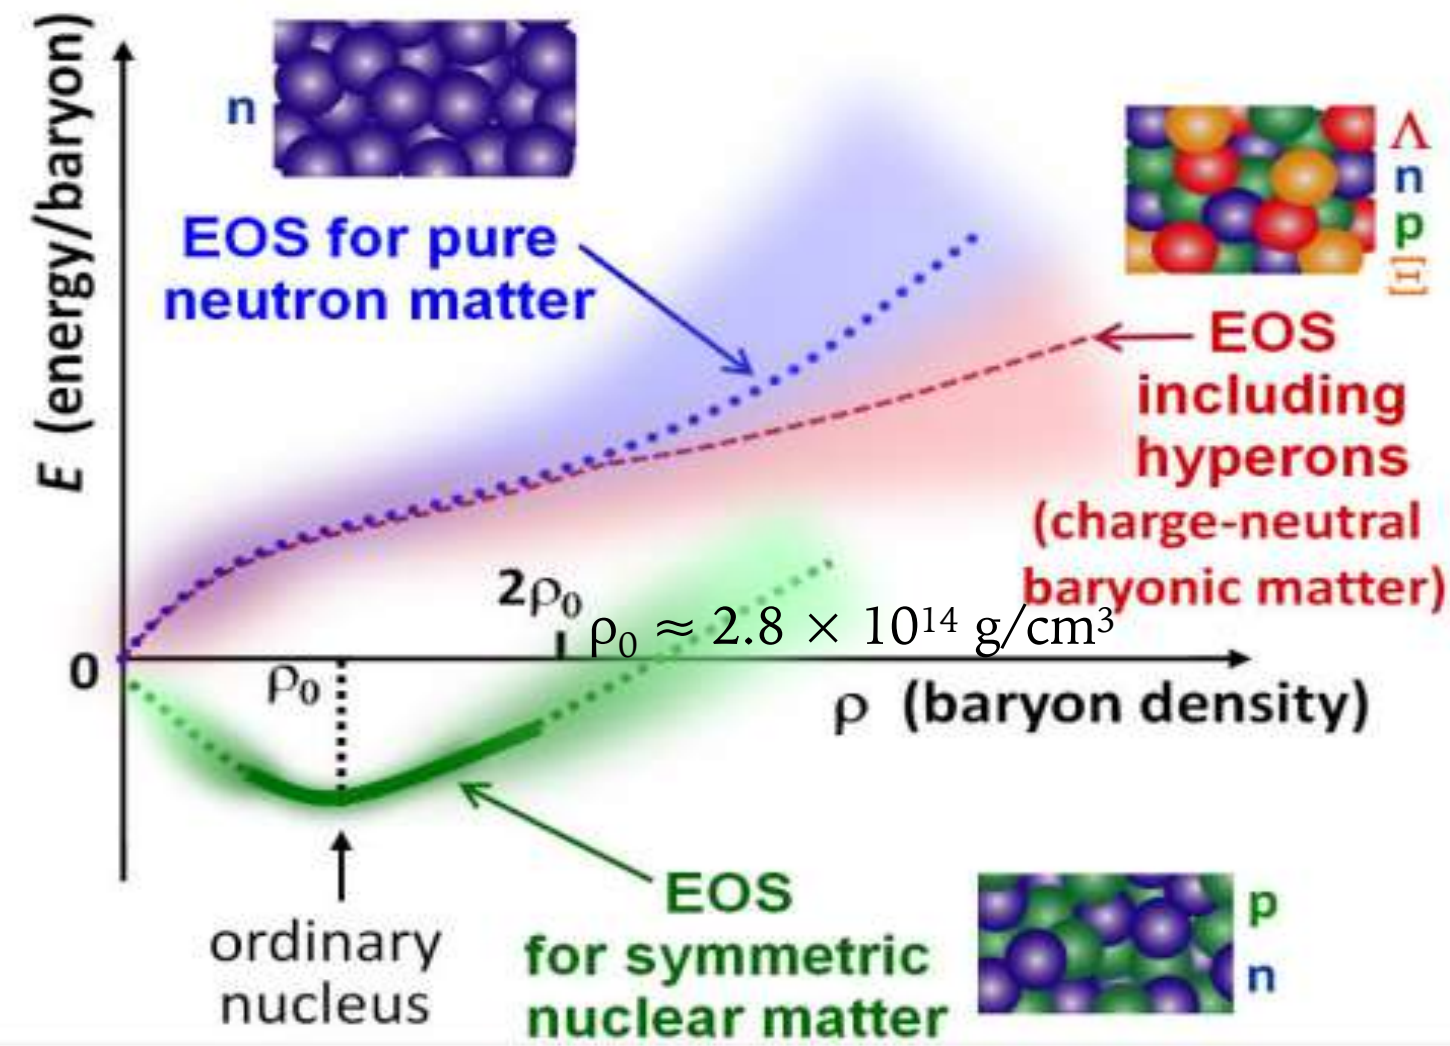 E (energy/baryon)
n
EOS for pure
neutron matter
Λ
n
p
Ξ
EOS
including
hyperons
(charge-neutral
baryonic matter)
2ρ₀
ρ₀ ≈ 2.8 × 10¹⁴ g/cm³
0
ρ₀
ρ (baryon density)
ordinary
nucleus
EOS
for symmetric
nuclear matter
p
n